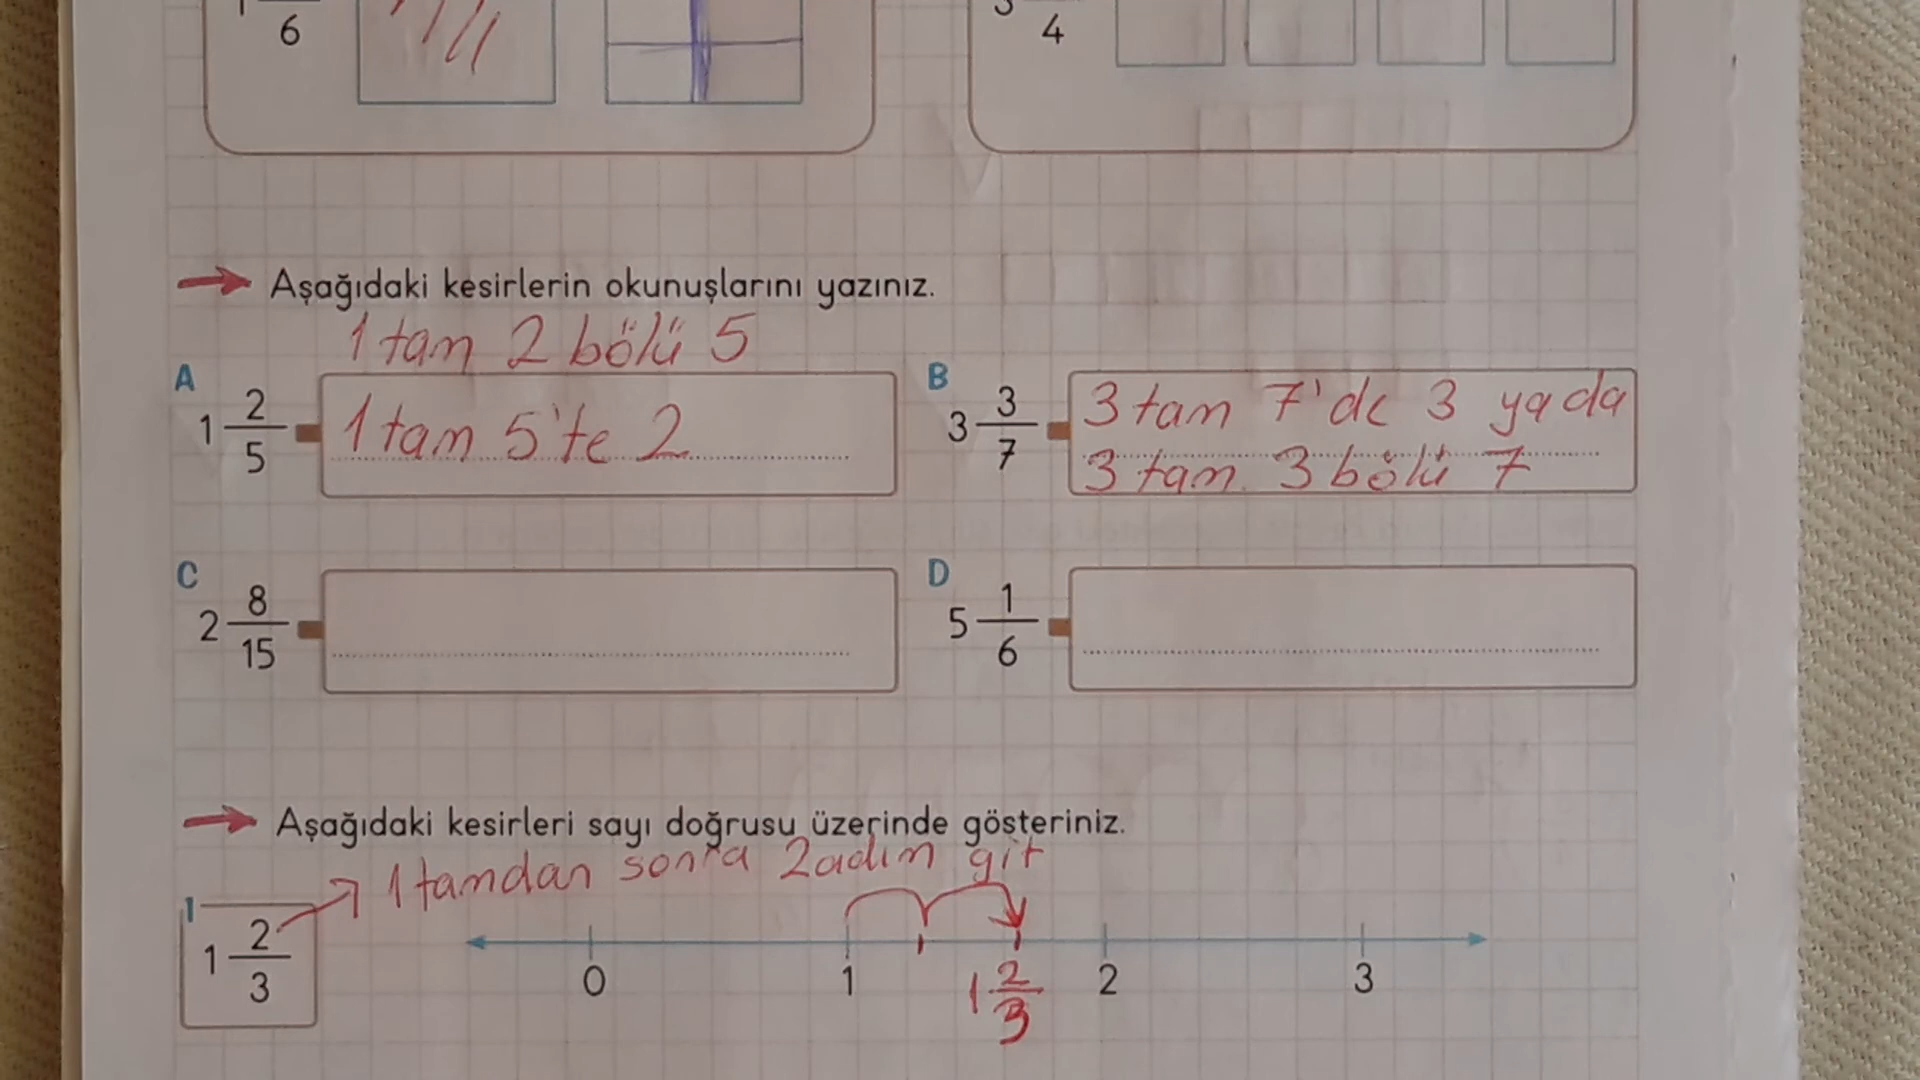 1 — 6
3 — 4
Aşağıdaki kesirlerin okunuşlarını yazınız.
1 tam 2 bölü 5
A 1 2/5 1 tam 5'te 2
B 3 3/7 3 tam 7'de 3 yada
3 tam 3 bölü 7
C 2 8/15
D 5 1/6
Aşağıdaki kesirleri sayı doğrusu üzerinde gösteriniz.
1 tamdan sonra 2 adım git
1
1 2/3
0 1 1 2/3 2 3